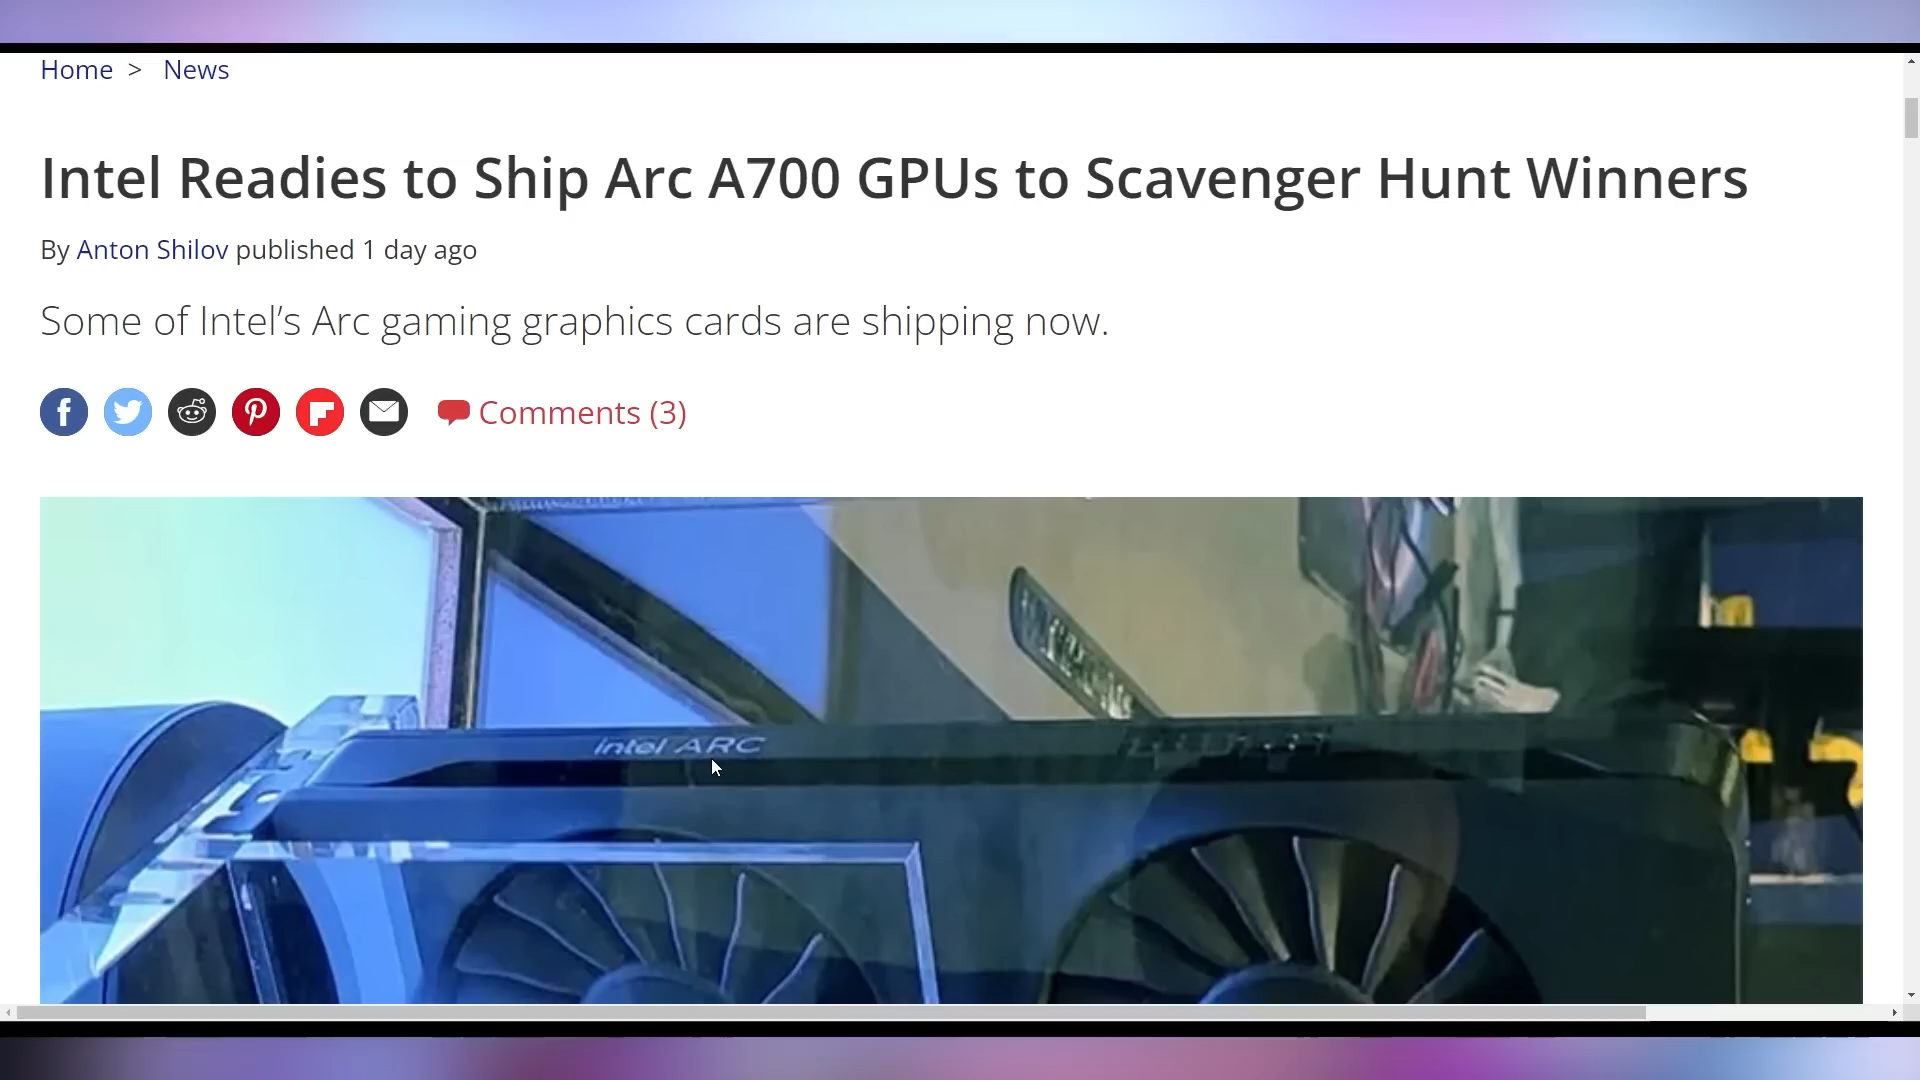 Home > News
Intel Readies to Ship Arc A700 GPUs to Scavenger Hunt Winners
By Anton Shilov published 1 day ago
Some of Intel’s Arc gaming graphics cards are shipping now.
Comments (3)
intel ARC